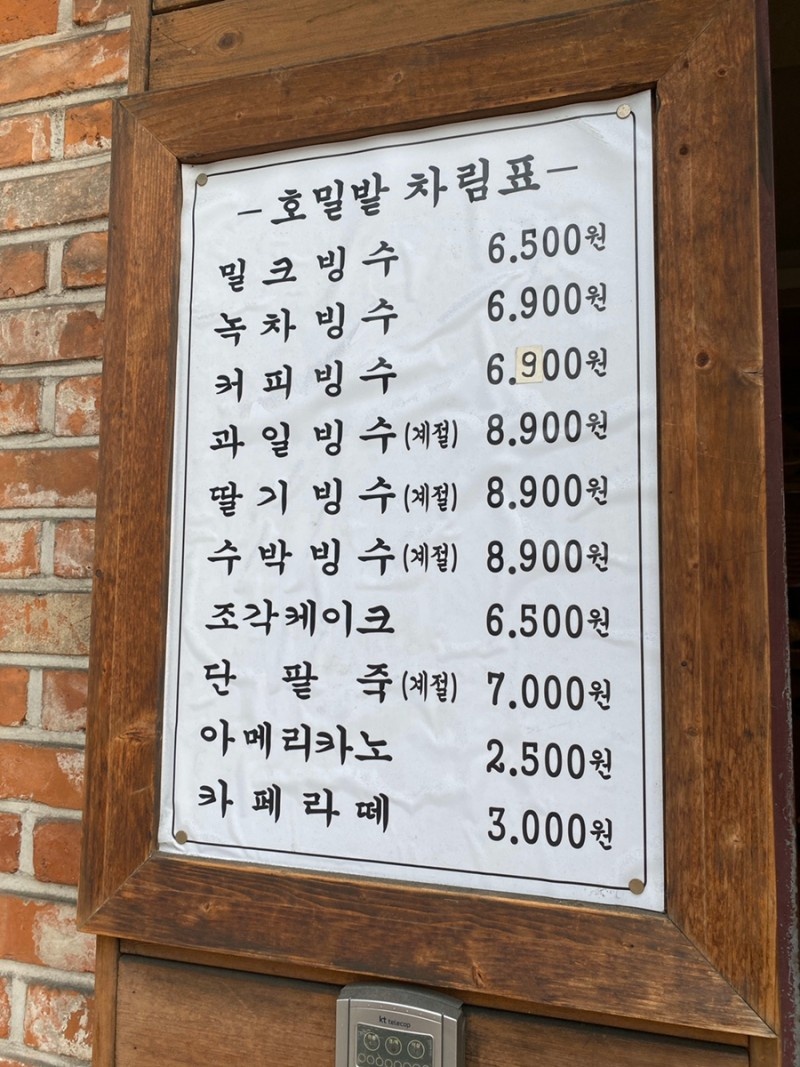 - 호밀밭 차림표 -
밀크빙수 6.500원
녹차빙수 6.900원
커피빙수 6.900원
과일빙수(계절) 8.900원
딸기빙수(계절) 8.900원
수박빙수(계절) 8.900원
조각케이크 6.500원
단팥죽(계절) 7.000원
아메리카노 2.500원
카페라떼 3.000원
kt telecop